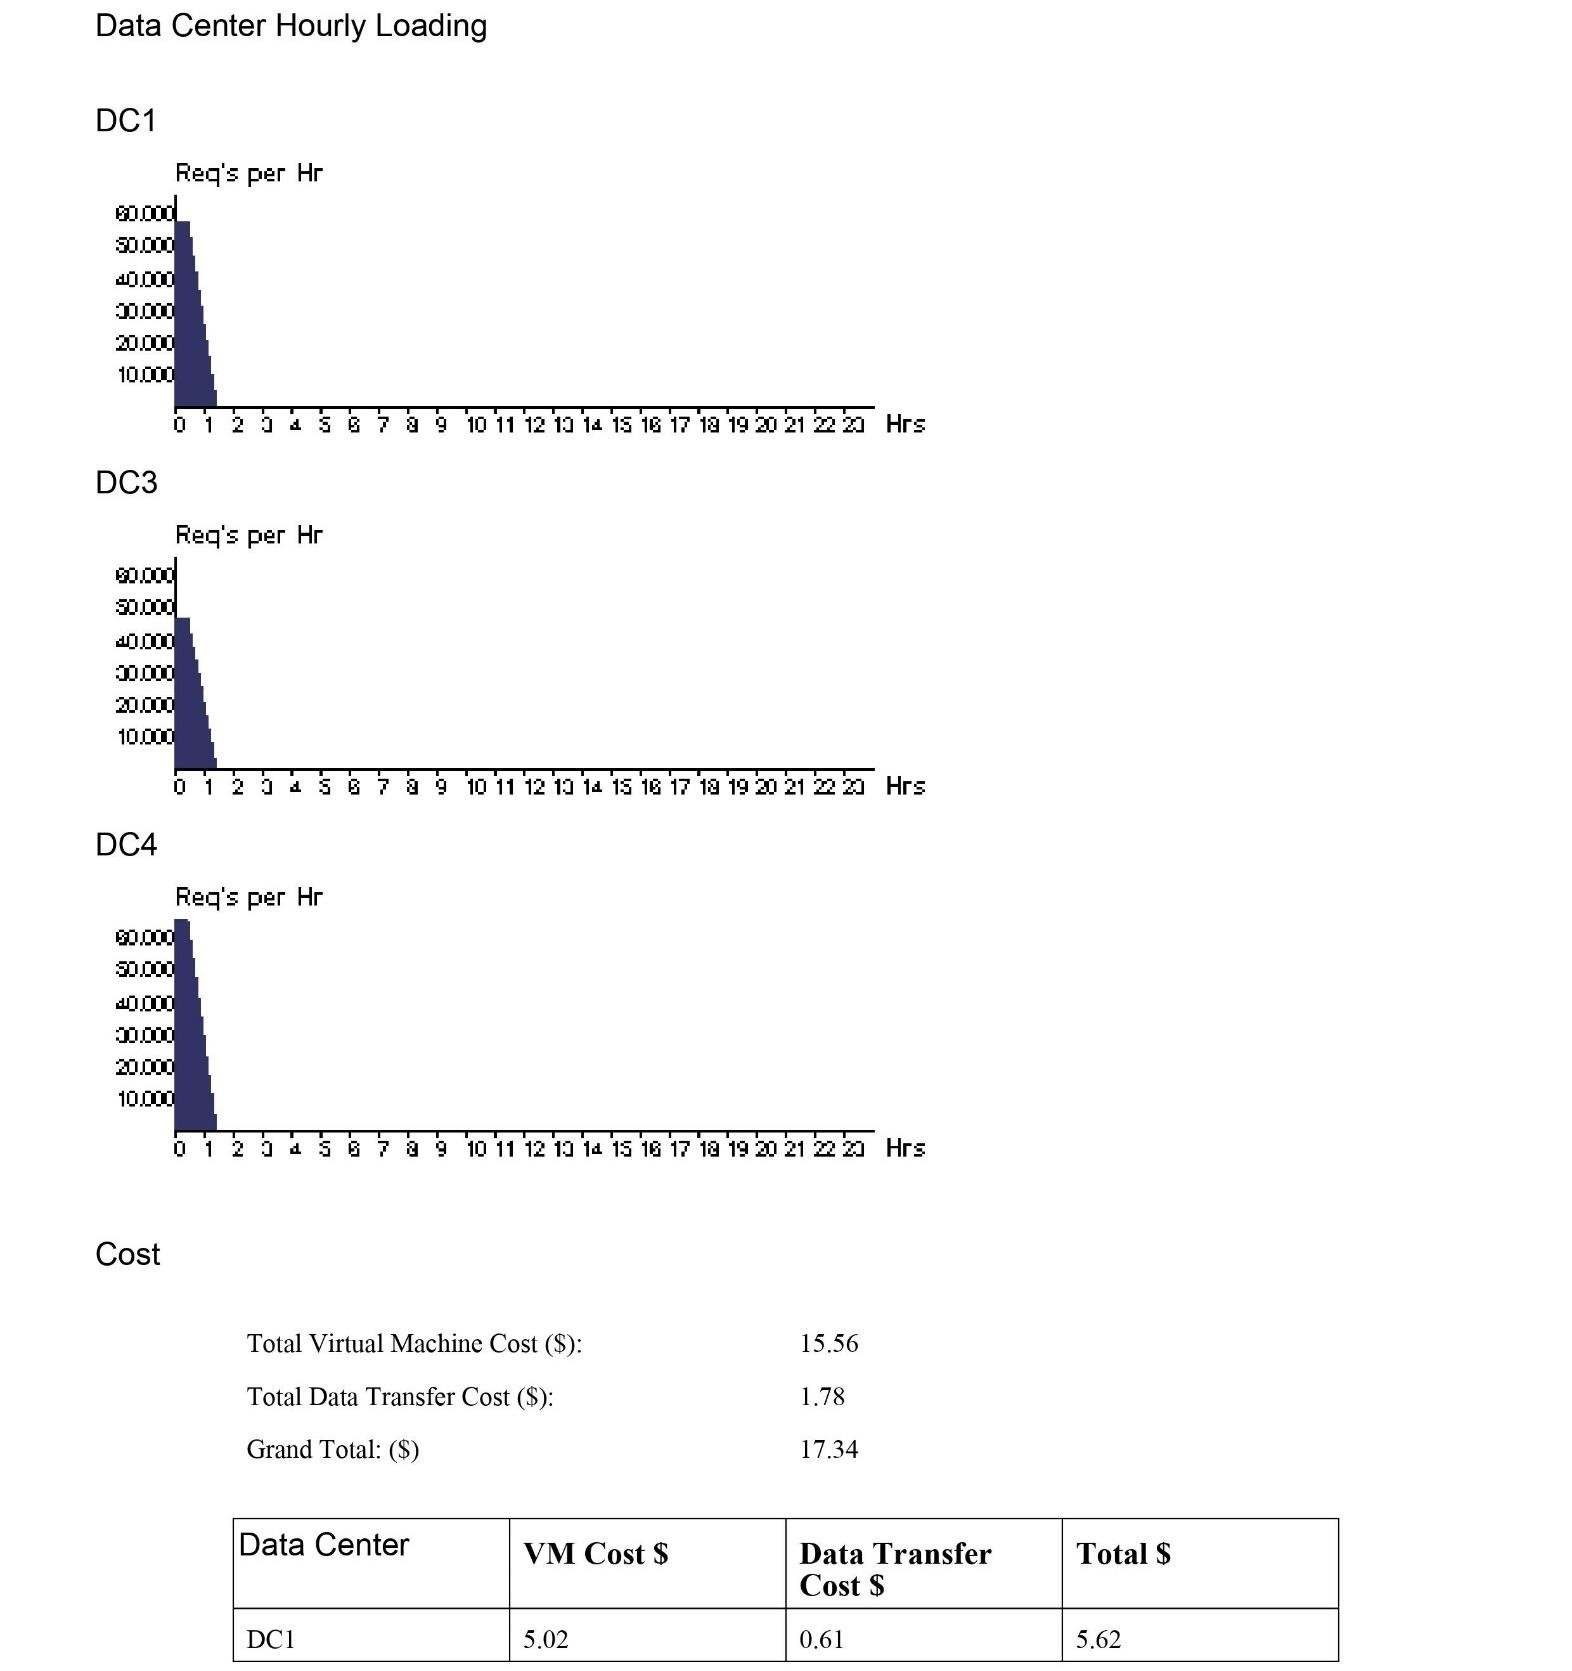 Data Center Hourly Loading
DC1
Req's per Hr
60.000
50.000
40.000
30.000
20.000
10.000
0 1 2 3 4 5 6 7 8 9 10 11 12 13 14 15 16 17 18 19 20 21 22 23 Hrs
DC3
Req's per Hr
60.000
50.000
40.000
30.000
20.000
10.000
0 1 2 3 4 5 6 7 8 9 10 11 12 13 14 15 16 17 18 19 20 21 22 23 Hrs
DC4
Req's per Hr
60.000
50.000
40.000
30.000
20.000
10.000
0 1 2 3 4 5 6 7 8 9 10 11 12 13 14 15 16 17 18 19 20 21 22 23 Hrs
Cost
Total Virtual Machine Cost ($): 15.56
Total Data Transfer Cost ($): 1.78
Grand Total: ($) 17.34
Data Center VM Cost $ Data Transfer Total $
Cost $
DC1 5.02 0.61 5.62